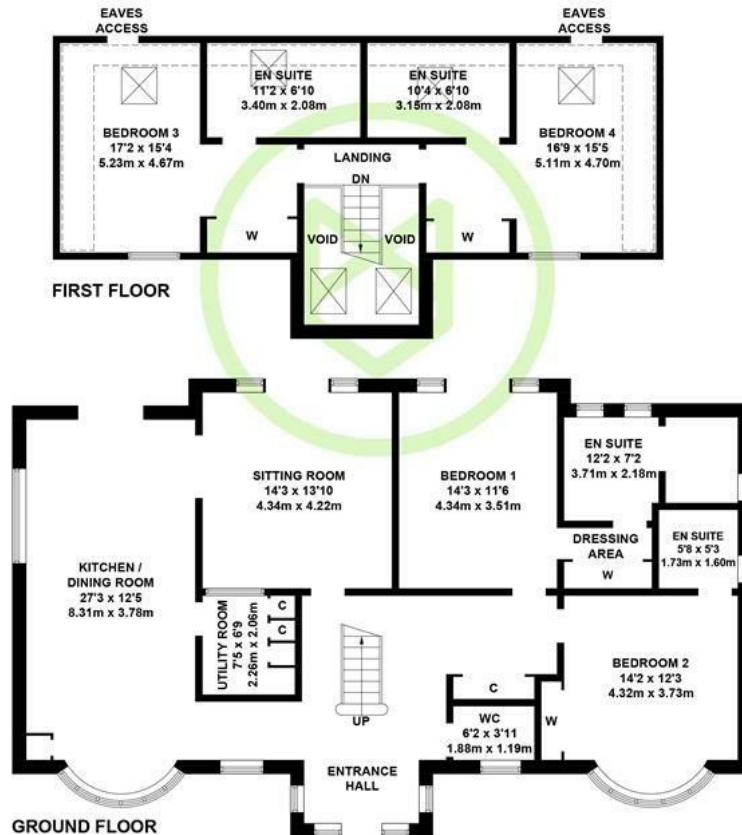 EAVES
ACCESS
EAVES
ACCESS
EN SUITE
11'2 x 6'10
3.40m x 2.08m
EN SUITE
10'4 x 6'10
3.15m x 2.08m
BEDROOM 3
17'2 x 15'4
5.23m x 4.67m
BEDROOM 4
16'9 x 15'5
5.11m x 4.70m
LANDING
DN
VOID
VOID
W
W
FIRST FLOOR
SITTING ROOM
14'3 x 13'10
4.34m x 4.22m
BEDROOM 1
14'3 x 11'6
4.34m x 3.51m
EN SUITE
12'2 x 7'2
3.71m x 2.18m
DRESSING
AREA
W
EN SUITE
5'8 x 5'3
1.73m x 1.60m
KITCHEN /
DINING ROOM
27'3 x 12'5
8.31m x 3.78m
UTILITY ROOM
7'5 x 6'9
2.26m x 2.06m
C
C
UP
C
WC
6'2 x 3'11
1.88m x 1.19m
W
BEDROOM 2
14'2 x 12'3
4.32m x 3.73m
ENTRANCE
HALL
GROUND FLOOR